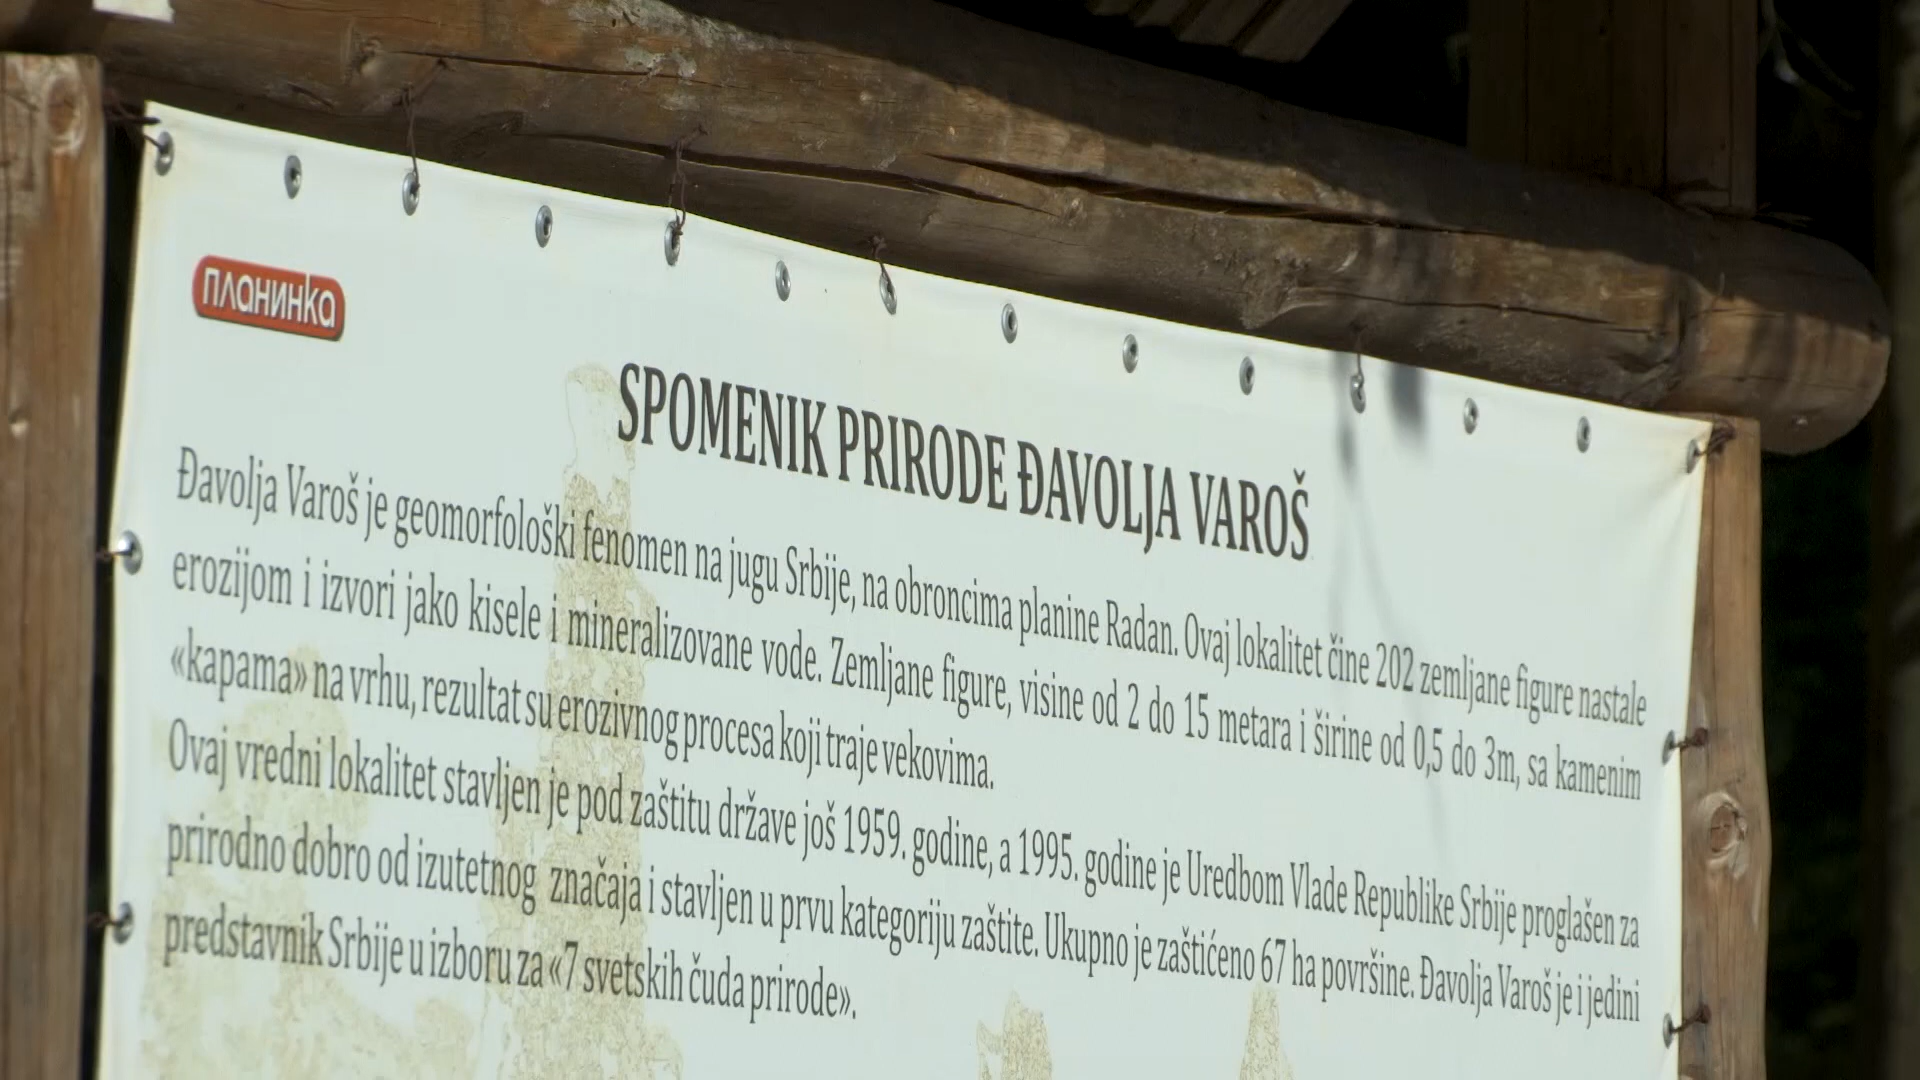 планинка
SPOMENIK PRIRODE ĐAVOLJA VAROŠ
Đavolja Varoš je geomorfološki fenomen na jugu Srbije, na obroncima planine Radan. Ovaj lokalitet čine 202 zemljane figure nastale
erozijom i izvori jako kisele i mineralizovane vode. Zemljane figure, visine od 2 do 15 metara i širine od 0,5 do 3m, sa kamenim
«kapama» na vrhu, rezultat su erozivnog procesa koji traje vekovima.
Ovaj vredni lokalitet stavljen je pod zaštitu države još 1959. godine, a 1995. godine je Uredbom Vlade Republike Srbije proglašen za
prirodno dobro od izutetnog značaja i stavljen u prvu kategoriju zaštite. Ukupno je zaštićeno 67 ha površine. Đavolja Varoš je i jedini
predstavnik Srbije u izboru za «7 svetskih čuda prirode».